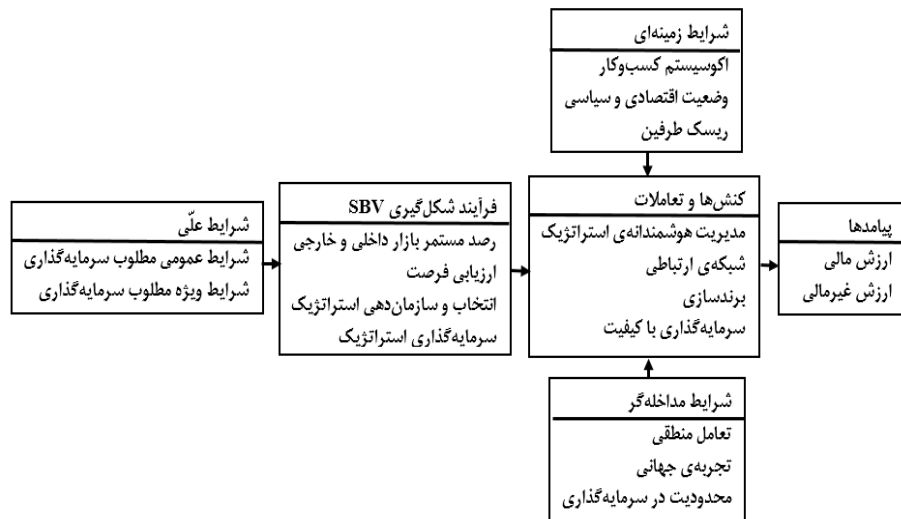 شرایط زمینه‌ای
اکوسیستم کسب‌وکار
وضعیت اقتصادی و سیاسی
ریسک طرفین
شرایط علّی
شرایط عمومی مطلوب سرمایه‌گذاری
شرایط ویژه مطلوب سرمایه‌گذاری
فرآیند شکل‌گیری SBV
رصد مستمر بازار داخلی و خارجی
ارزیابی فرصت
انتخاب و سازمان‌دهی استراتژیک
سرمایه‌گذاری استراتژیک
کنش‌ها و تعاملات
مدیریت هوشمندانه‌ی استراتژیک
شبکه‌ی ارتباطی
برندسازی
سرمایه‌گذاری با کیفیت
پیامدها
ارزش مالی
ارزش غیرمالی
شرایط مداخله‌گر
تعامل منطقی
تجربه‌ی جهانی
محدودیت در سرمایه‌گذاری